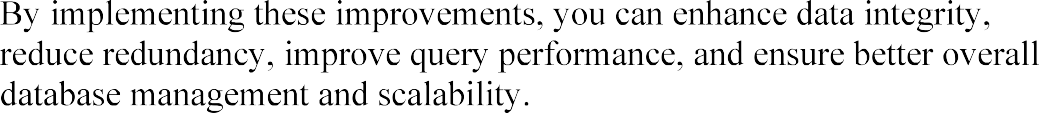 By implementing these improvements, you can enhance data integrity,
reduce redundancy, improve query performance, and ensure better overall
database management and scalability.